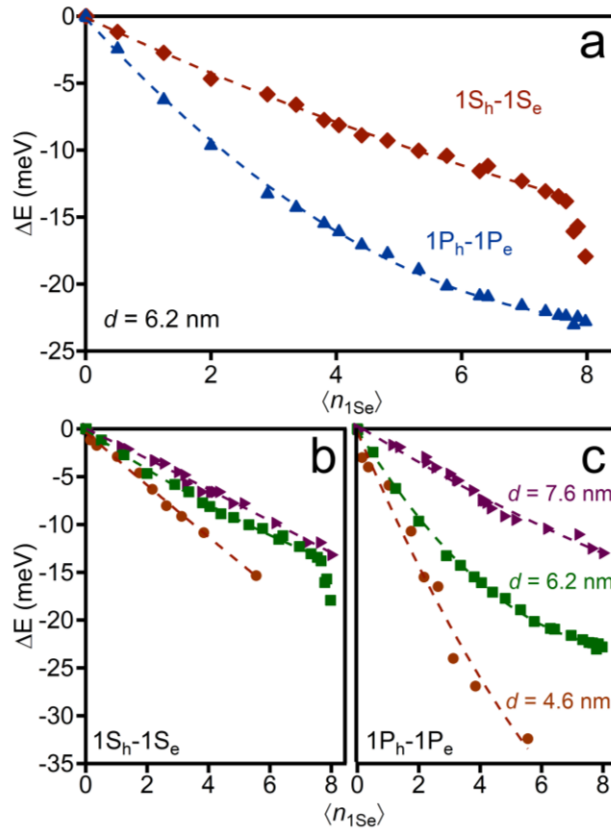 a
0
-5
-10
-15
-20
-25
ΔE (meV)
1Sₕ-1Sₑ
1Pₕ-1Pₑ
d = 6.2 nm
0 2 4 6 8
⟨n₁Sₑ⟩
b c
0
-5
-10
-15
-20
-25
-30
-35
ΔE (meV)
d = 7.6 nm
d = 6.2 nm
d = 4.6 nm
1Sₕ-1Sₑ 1Pₕ-1Pₑ
0 2 4 6 8 0 2 4 6 8
⟨n₁Sₑ⟩